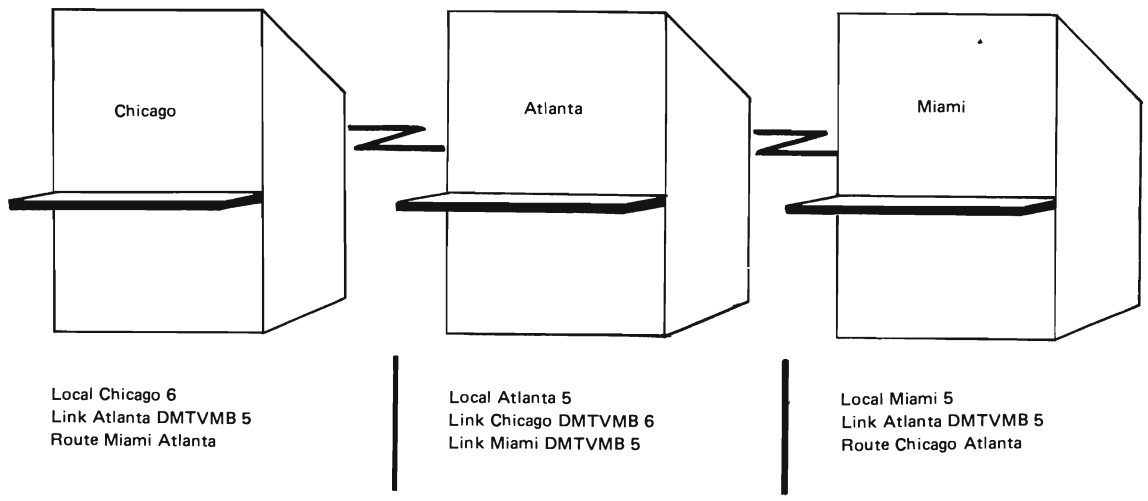 Chicago
Atlanta
Miami
Local Chicago 6
Link Atlanta DMTVMB 5
Route Miami Atlanta
Local Atlanta 5
Link Chicago DMTVMB 6
Link Miami DMTVMB 5
Local Miami 5
Link Atlanta DMTVMB 5
Route Chicago Atlanta